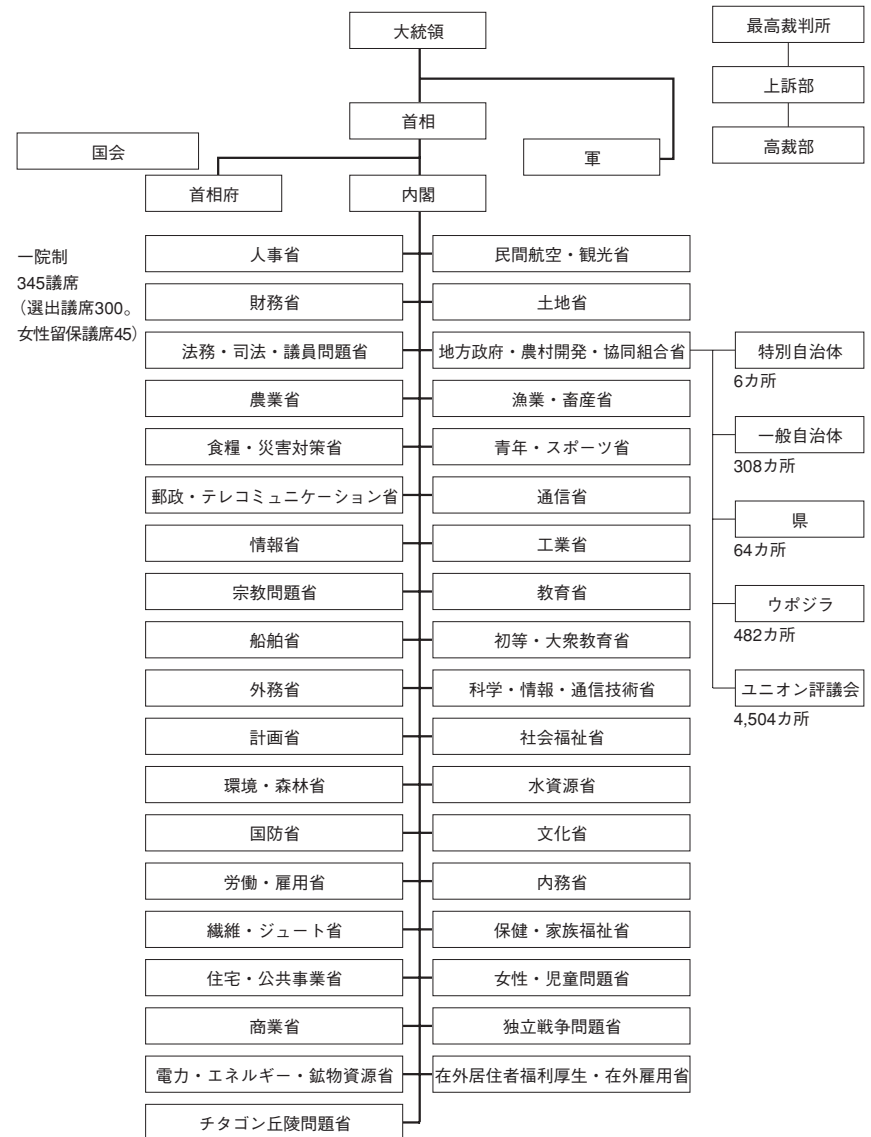 大統領
最高裁判所
上訴部
首相
高裁部
国会
軍
首相府
内閣
一院制
345議席
（選出議席300。
女性留保議席45）
人事省
民間航空・観光省
財務省
土地省
法務・司法・議員問題省
地方政府・農村開発・協同組合省
特別自治体
6カ所
農業省
漁業・畜産省
一般自治体
308カ所
食糧・災害対策省
青年・スポーツ省
郵政・テレコミュニケーション省
通信省
県
64カ所
情報省
工業省
宗教問題省
教育省
ウポジラ
482カ所
船舶省
初等・大衆教育省
外務省
科学・情報・通信技術省
ユニオン評議会
4,504カ所
計画省
社会福祉省
環境・森林省
水資源省
国防省
文化省
労働・雇用省
内務省
繊維・ジュート省
保健・家族福祉省
住宅・公共事業省
女性・児童問題省
商業省
独立戦争問題省
電力・エネルギー・鉱物資源省
在外居住者福利厚生・在外雇用省
チタゴン丘陵問題省